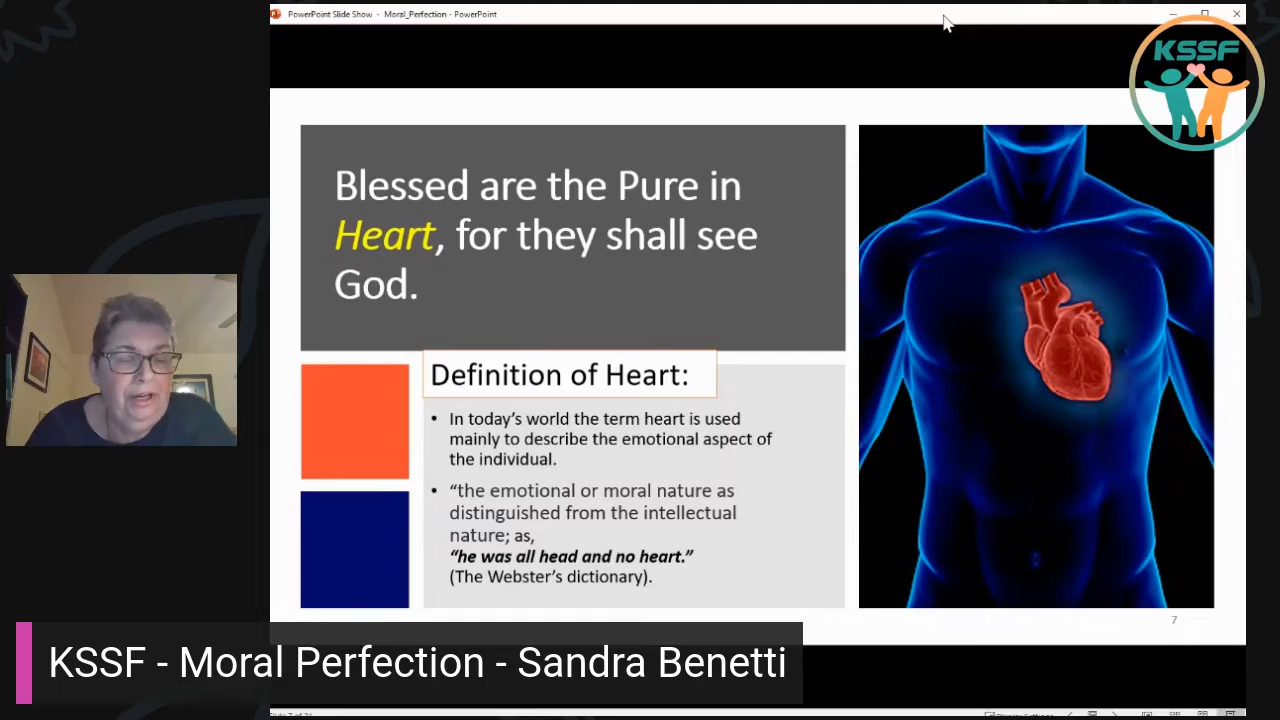 PowerPoint Slide Show - Moral_Perfection - PowerPoint
KSSF
Blessed are the Pure in
Heart, for they shall see
God.
Definition of Heart:
• In today's world the term heart is used
mainly to describe the emotional aspect of
the individual.
• “the emotional or moral nature as
distinguished from the intellectual
nature; as,
“he was all head and no heart.”
(The Webster's dictionary).
7
KSSF - Moral Perfection - Sandra Benetti